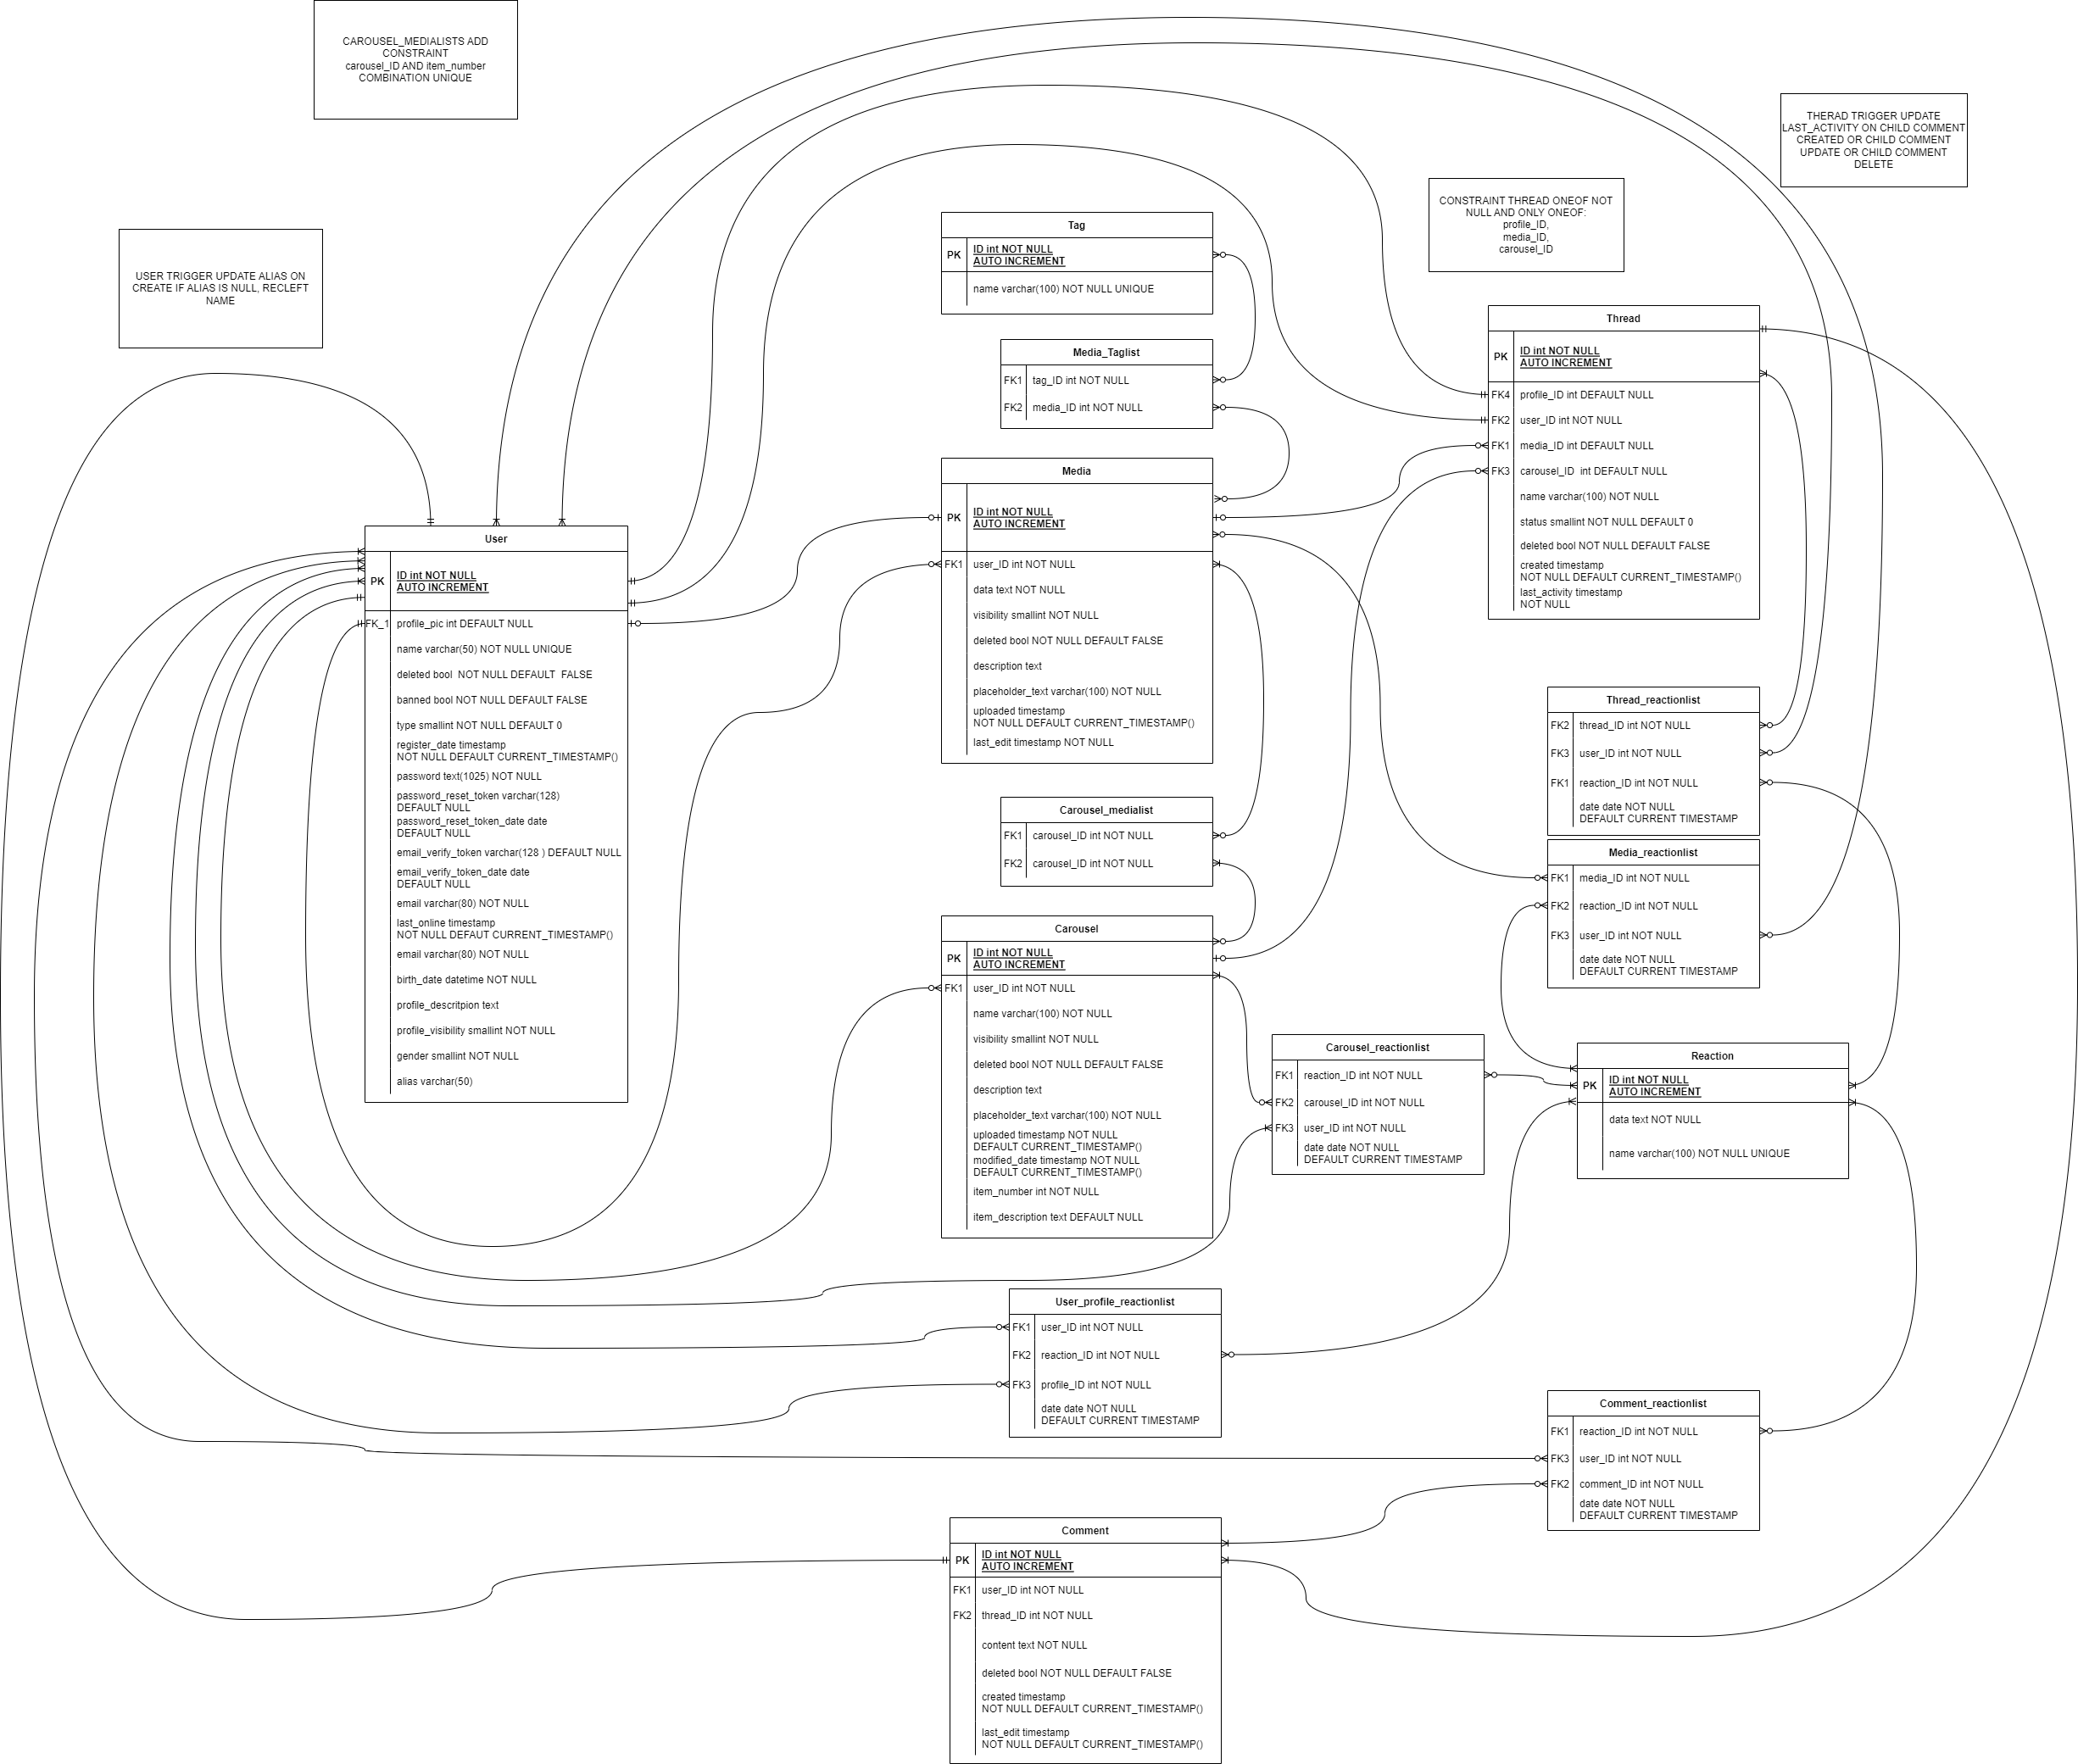 CAROUSEL_MEDIALISTS ADD
CONSTRAINT
carousel_ID AND item_number
COMBINATION UNIQUE
THERAD TRIGGER UPDATE
LAST_ACTIVITY ON CHILD COMMENT
CREATED OR CHILD COMMENT
UPDATE OR CHILD COMMENT
DELETE
CONSTRAINT THREAD ONEOF NOT
NULL AND ONLY ONEOF:
profile_ID,
media_ID,
carousel_ID
USER TRIGGER UPDATE ALIAS ON
CREATE IF ALIAS IS NULL, RECLEFT
NAME
Tag
PK
ID int NOT NULL
AUTO INCREMENT
name varchar(100) NOT NULL UNIQUE
Media_Taglist
FK1 tag_ID int NOT NULL
FK2 media_ID int NOT NULL
Thread
PK
ID int NOT NULL
AUTO INCREMENT
FK4 profile_ID int DEFAULT NULL
FK2 user_ID int NOT NULL
FK1 media_ID int DEFAULT NULL
FK3 carousel_ID int DEFAULT NULL
name varchar(100) NOT NULL
status smallint NOT NULL DEFAULT 0
deleted bool NOT NULL DEFAULT FALSE
created timestamp
NOT NULL DEFAULT CURRENT_TIMESTAMP()
last_activity timestamp
NOT NULL
Media
PK
ID int NOT NULL
AUTO INCREMENT
FK1 user_ID int NOT NULL
data text NOT NULL
visibility smallint NOT NULL
deleted bool NOT NULL DEFAULT FALSE
description text
placeholder_text varchar(100) NOT NULL
uploaded timestamp
NOT NULL DEFAULT CURRENT_TIMESTAMP()
last_edit timestamp NOT NULL
User
PK
ID int NOT NULL
AUTO INCREMENT
FK_1 profile_pic int DEFAULT NULL
name varchar(50) NOT NULL UNIQUE
deleted bool NOT NULL DEFAULT FALSE
banned bool NOT NULL DEFAULT FALSE
type smallint NOT NULL DEFAULT 0
register_date timestamp
NOT NULL DEFAULT CURRENT_TIMESTAMP()
password text(1025) NOT NULL
password_reset_token varchar(128)
DEFAULT NULL
password_reset_token_date date
DEFAULT NULL
email_verify_token varchar(128 ) DEFAULT NULL
email_verify_token_date date
DEFAULT NULL
email varchar(80) NOT NULL
last_online timestamp
NOT NULL DEFAUT CURRENT_TIMESTAMP()
email varchar(80) NOT NULL
birth_date datetime NOT NULL
profile_descritpion text
profile_visibility smallint NOT NULL
gender smallint NOT NULL
alias varchar(50)
Thread_reactionlist
FK2 thread_ID int NOT NULL
FK3 user_ID int NOT NULL
FK1 reaction_ID int NOT NULL
date date NOT NULL
DEFAULT CURRENT TIMESTAMP
Carousel_medialist
FK1 carousel_ID int NOT NULL
FK2 carousel_ID int NOT NULL
Media_reactionlist
FK1 media_ID int NOT NULL
FK2 reaction_ID int NOT NULL
FK3 user_ID int NOT NULL
date date NOT NULL
DEFAULT CURRENT TIMESTAMP
Carousel
PK
ID int NOT NULL
AUTO INCREMENT
FK1 user_ID int NOT NULL
name varchar(100) NOT NULL
visibility smallint NOT NULL
deleted bool NOT NULL DEFAULT FALSE
description text
placeholder_text varchar(100) NOT NULL
uploaded timestamp NOT NULL
DEFAULT CURRENT_TIMESTAMP()
modified_date timestamp NOT NULL
DEFAULT CURRENT_TIMESTAMP()
item_number int NOT NULL
item_description text DEFAULT NULL
Carousel_reactionlist
FK1 reaction_ID int NOT NULL
FK2 carousel_ID int NOT NULL
FK3 user_ID int NOT NULL
date date NOT NULL
DEFAULT CURRENT TIMESTAMP
Reaction
PK
ID int NOT NULL
AUTO INCREMENT
data text NOT NULL
name varchar(100) NOT NULL UNIQUE
User_profile_reactionlist
FK1 user_ID int NOT NULL
FK2 reaction_ID int NOT NULL
FK3 profile_ID int NOT NULL
date date NOT NULL
DEFAULT CURRENT TIMESTAMP
Comment_reactionlist
FK1 reaction_ID int NOT NULL
FK3 user_ID int NOT NULL
FK2 comment_ID int NOT NULL
date date NOT NULL
DEFAULT CURRENT TIMESTAMP
Comment
PK
ID int NOT NULL
AUTO INCREMENT
FK1 user_ID int NOT NULL
FK2 thread_ID int NOT NULL
content text NOT NULL
deleted bool NOT NULL DEFAULT FALSE
created timestamp
NOT NULL DEFAULT CURRENT_TIMESTAMP()
last_edit timestamp
NOT NULL DEFAULT CURRENT_TIMESTAMP()